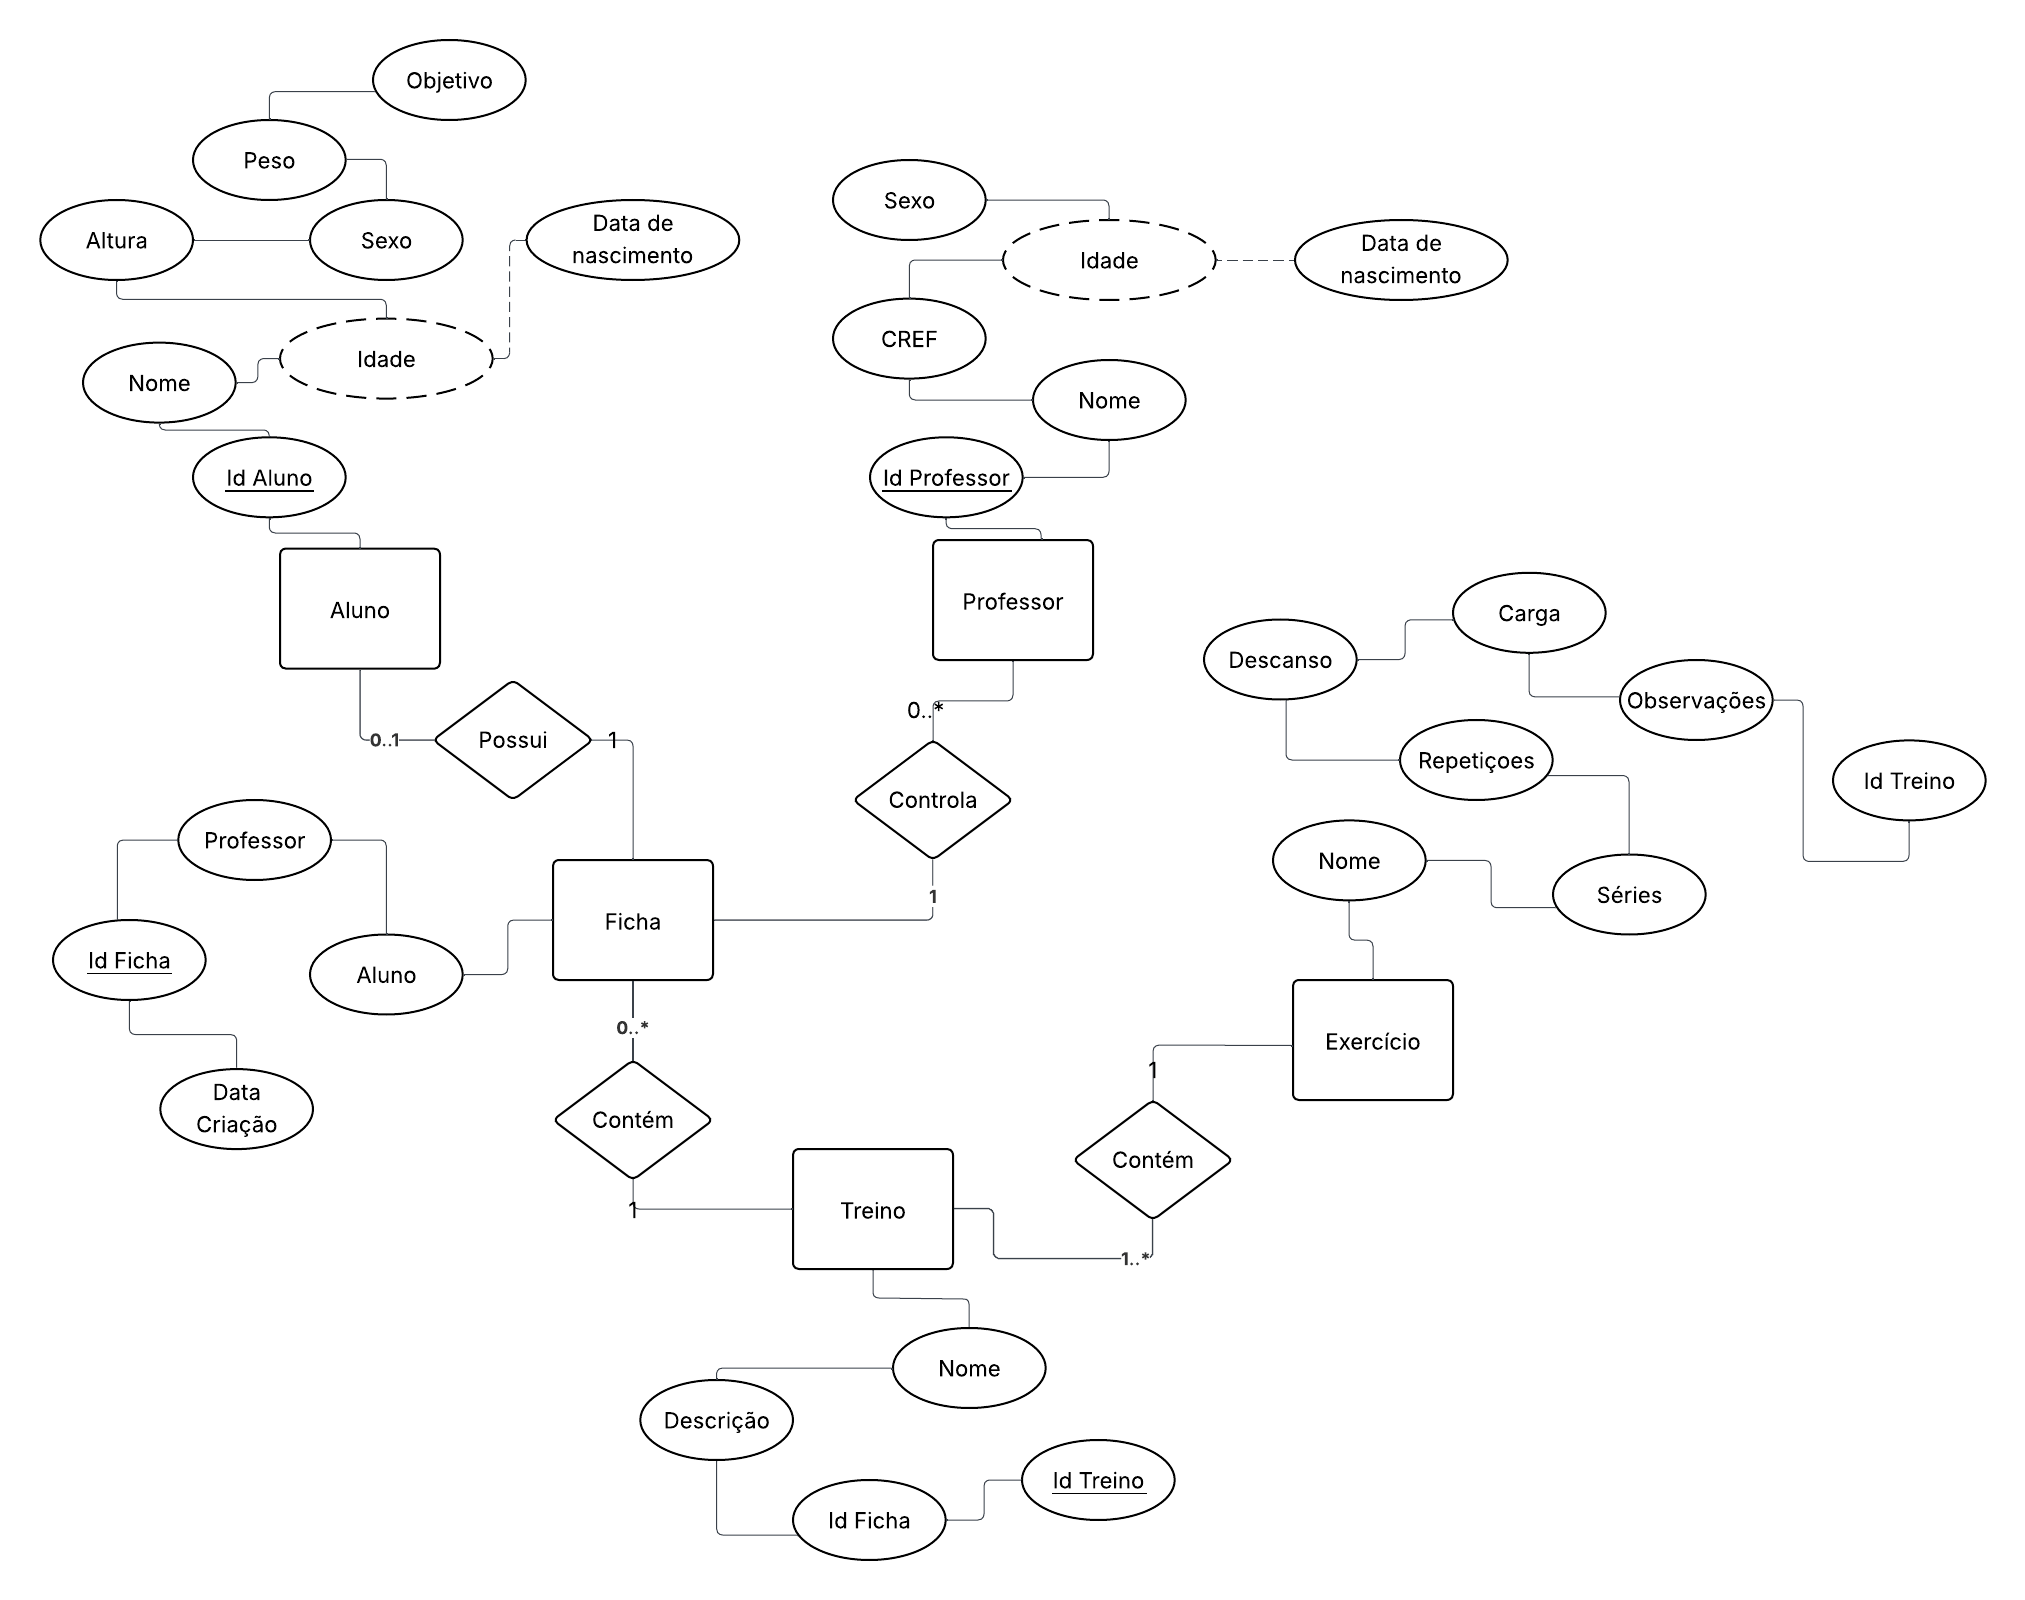 Objetivo
Peso
Altura
Sexo
Data de
nascimento
Idade
Nome
Id Aluno
Aluno
0..1
Possui
1
Sexo
Idade
Data de
nascimento
CREF
Nome
Id Professor
Professor
0..*
Controla
1
Carga
Descanso
Observações
Repetiçoes
Id Treino
Nome
Séries
Exercício
Professor
Id Ficha
Aluno
Ficha
Data
Criação
0..*
Contém
1
Treino
1
Contém
1..*
Nome
Descrição
Id Ficha
Id Treino